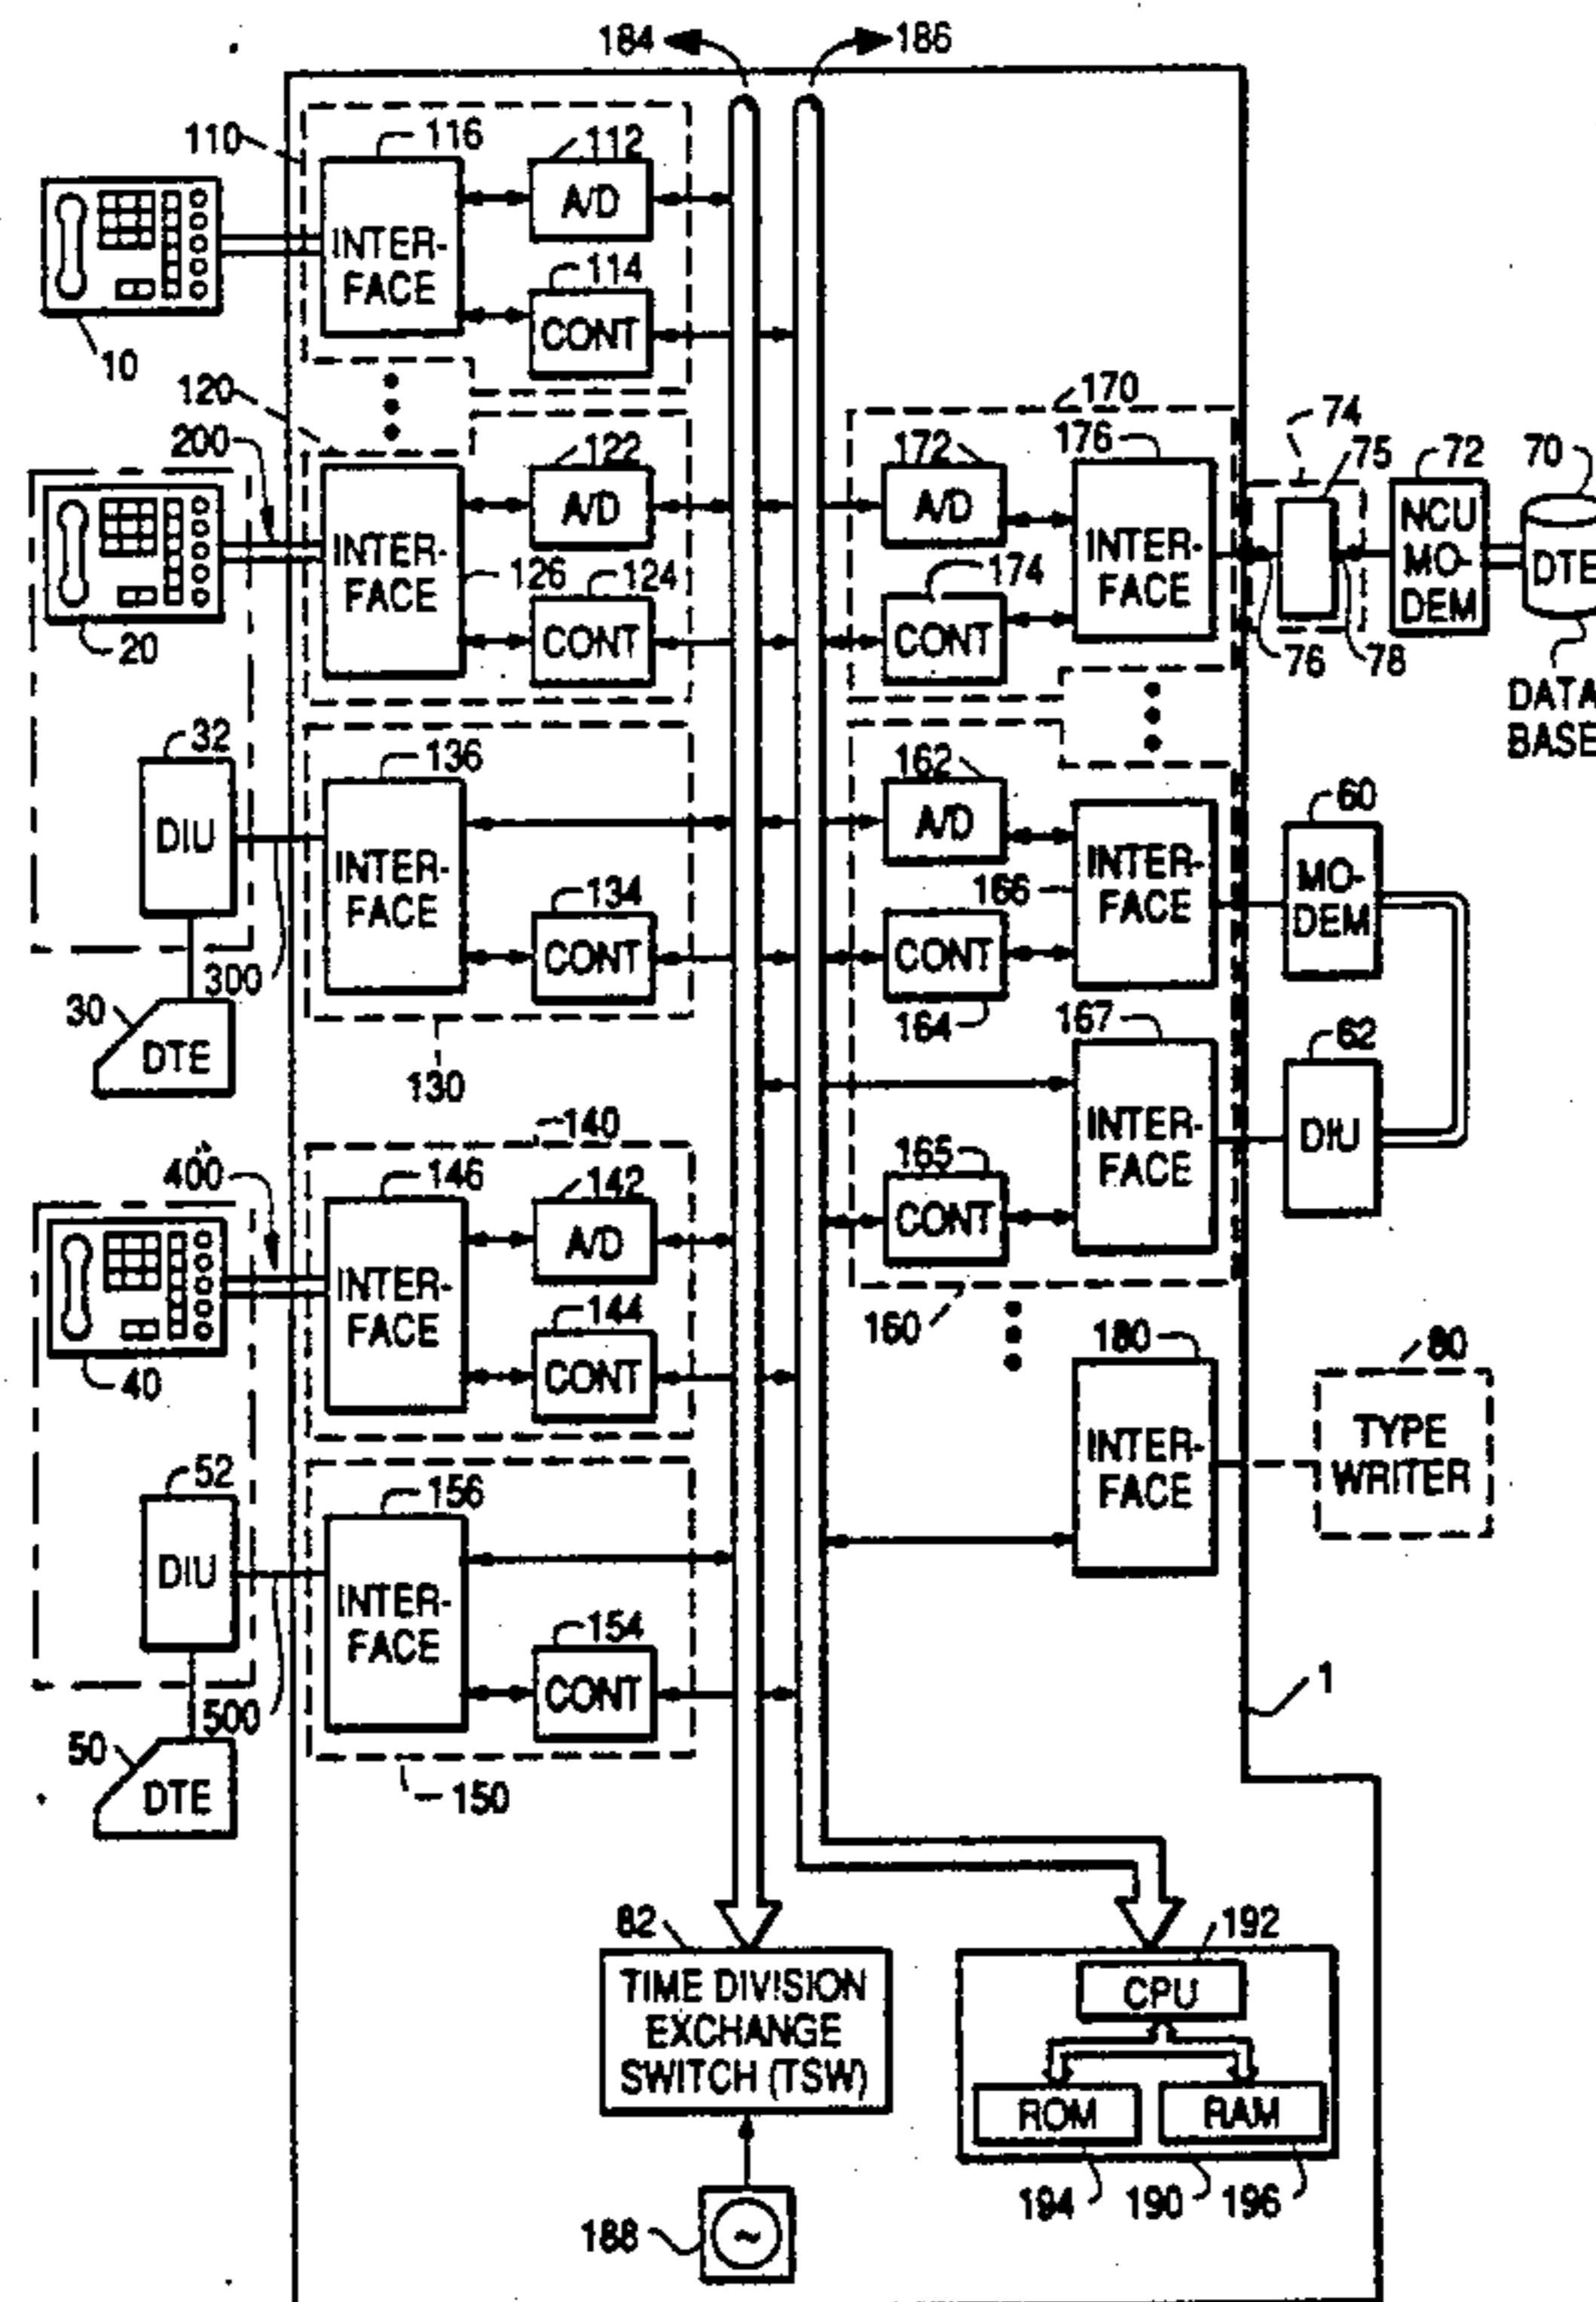 184
186
110
116
112
A/D
INTER-
FACE
114
CONT
10
120
200
122
A/D
INTER-
FACE
126
124
CONT
20
170
172
176
A/D
INTER-
FACE
174
CONT
74
75
72
70
NCU
MO-
DEM
DTE
76
78
DATA
BASE
32
DIU
136
INTER-
FACE
134
CONT
300
30
DTE
130
162
A/D
INTER-
FACE
166
CONT
164
60
MO-
DEM
167
62
INTER-
FACE
DIU
165
CONT
160
140
400
146
142
A/D
INTER-
FACE
144
CONT
40
180
INTER-
FACE
80
TYPE
WRITER
52
DIU
156
INTER-
FACE
154
CONT
500
50
DTE
150
1
82
TIME DIVISION
EXCHANGE
SWITCH (TSW)
192
CPU
ROM
RAM
194
190
196
188
~